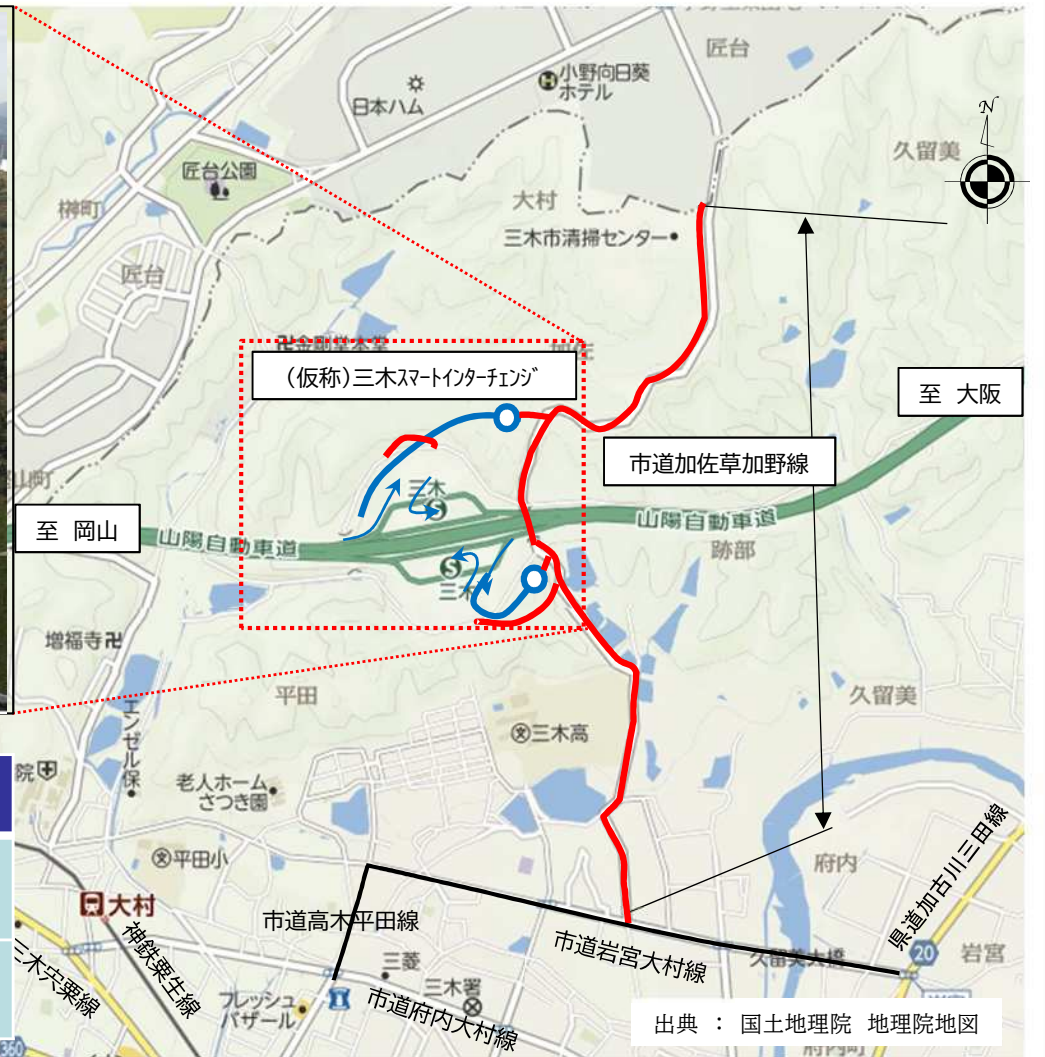 匠台
小野向日葵
ホテル
日本ハム
N
久留美
匠台公園
榊町
大村
三木市清掃センター
匠台
加佐
(仮称)三木スマートインターチェンジ
至 大阪
市道加佐草加野線
三木
S
至 岡山
山陽自動車道
山陽自動車道
跡部
S
三木
増福寺
平田
久留美
エンゼル保
三木高
院
老人ホーム
さつき園
平田小
府内
県道加古川三田線
大村
市道高木平田線
市道岩宮大村線
久留美大橋
20
岩宮
三木宍粟線
神鉄粟生線
三菱
三木署
フレッシュ
バザール
市道府内大村線
出典 : 国土地理院 地理院地図
府内町
360